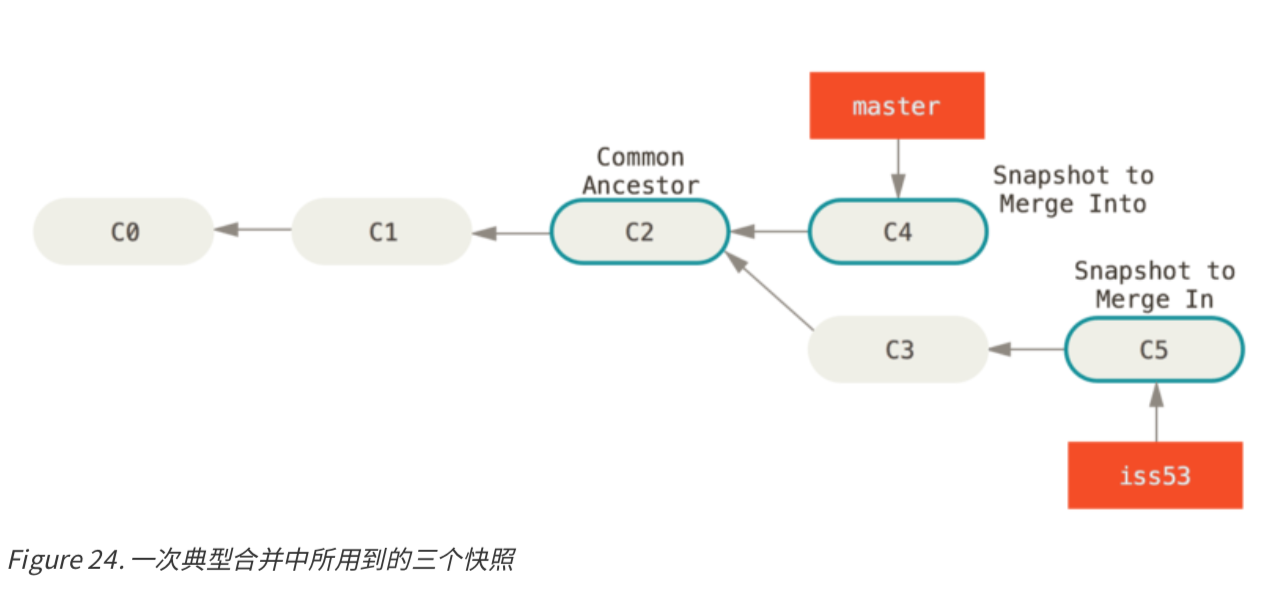 master
Common
Ancestor
Snapshot to
Merge Into
C0
C1
C2
C4
Snapshot to
Merge In
C3
C5
iss53
Figure 24. 一次典型合并中所用到的三个快照